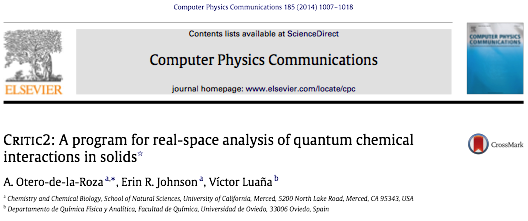 Computer Physics Communications 185 (2014) 1007–1018
Contents lists available at ScienceDirect
Computer Physics Communications
journal homepage: www.elsevier.com/locate/cpc
ELSEVIER
COMPUTER PHYSICS
COMMUNICATIONS
CRITIC2: A program for real-space analysis of quantum chemical
interactions in solids☆
CrossMark
A. Otero-de-la-Roza a,*, Erin R. Johnson a, Víctor Luaña b
a Chemistry and Chemical Biology, School of Natural Sciences, University of California, Merced, 5200 North Lake Road, Merced, CA 95343, USA
b Departamento de Química Física y Analítica, Facultad de Química, Universidad de Oviedo, 33006 Oviedo, Spain